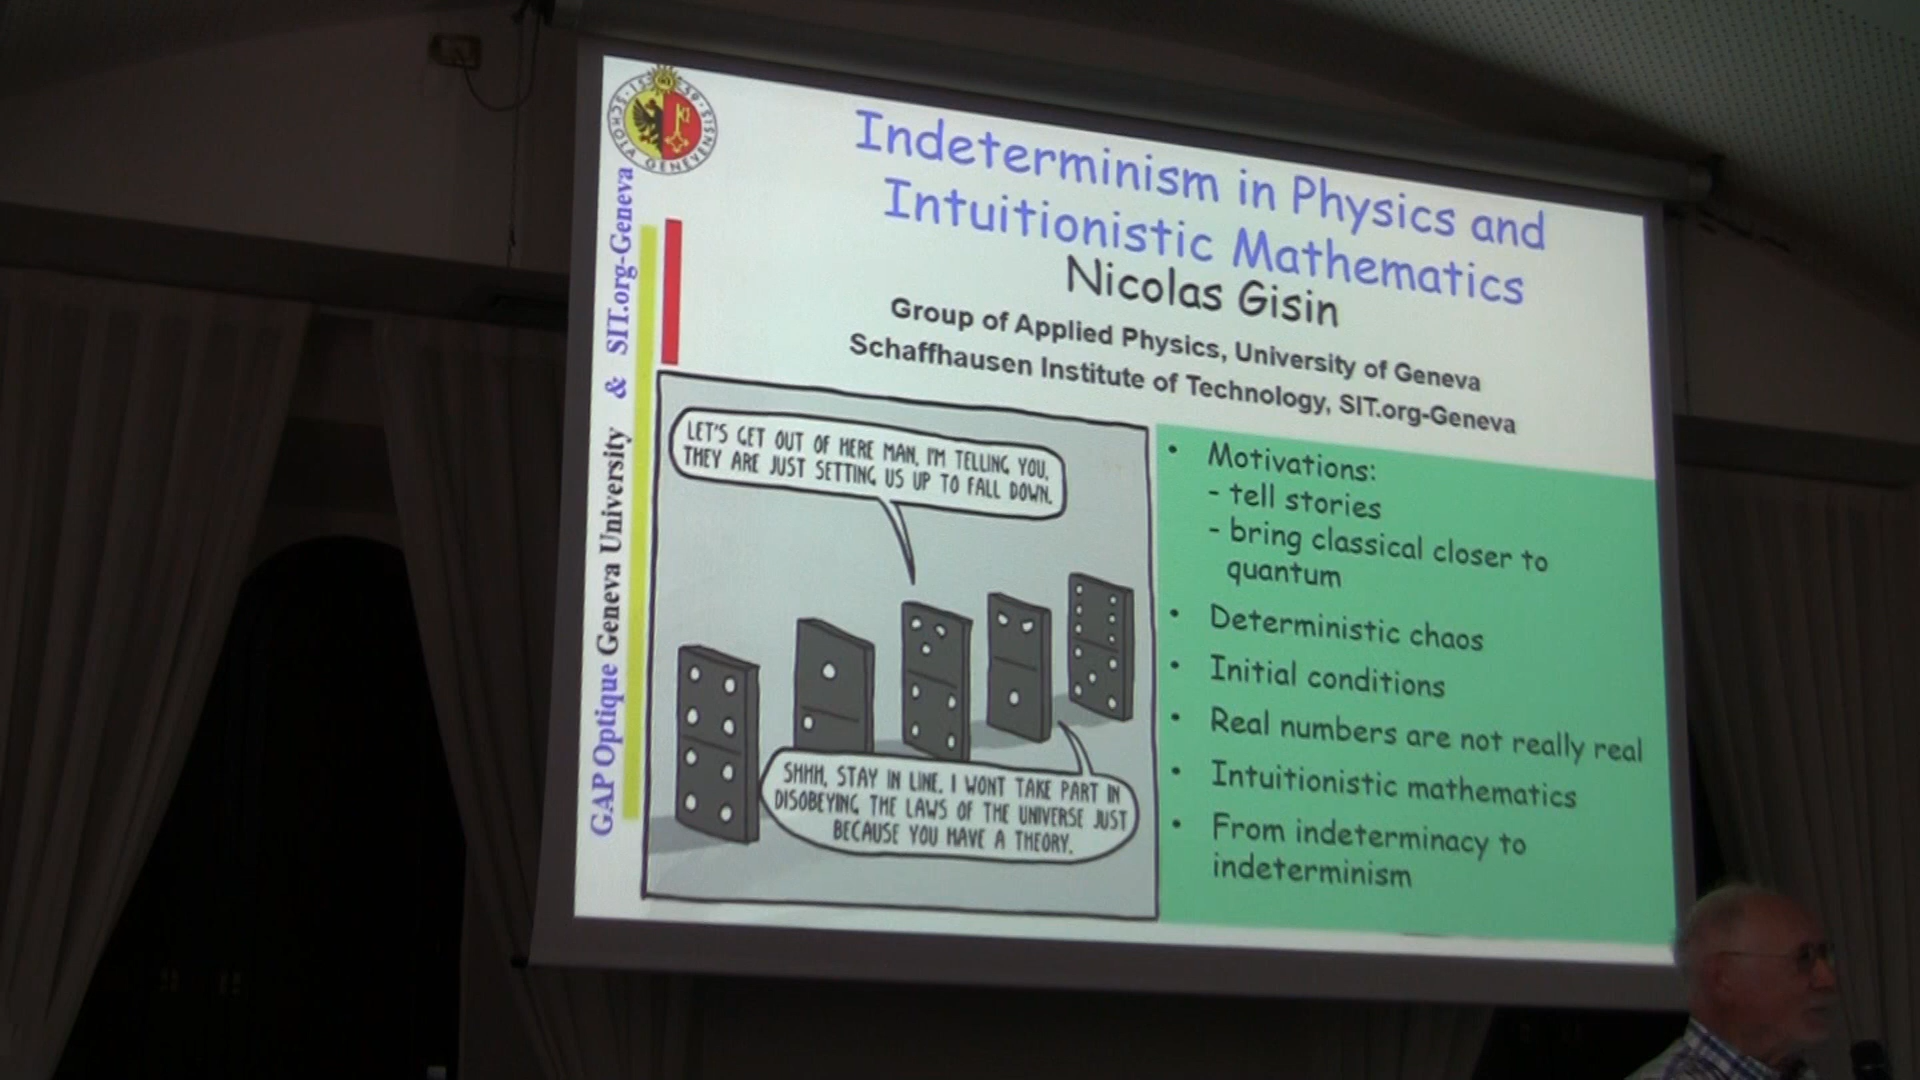 SCHOLA GENEVENSIS
1559
Indeterminism in Physics and
Intuitionistic Mathematics
Nicolas Gisin
Group of Applied Physics, University of Geneva
Schaffhausen Institute of Technology, SIT.org-Geneva
GAP Optique Geneva University & SIT.org-Geneva
LET'S GET OUT OF HERE MAN, I'M TELLING YOU,
THEY ARE JUST SETTING US UP TO FALL DOWN.
SHHH, STAY IN LINE. I WONT TAKE PART IN
DISOBEYING THE LAWS OF THE UNIVERSE JUST
BECAUSE YOU HAVE A THEORY.
• Motivations:
- tell stories
- bring classical closer to
quantum
• Deterministic chaos
• Initial conditions
• Real numbers are not really real
• Intuitionistic mathematics
• From indeterminacy to
indeterminism